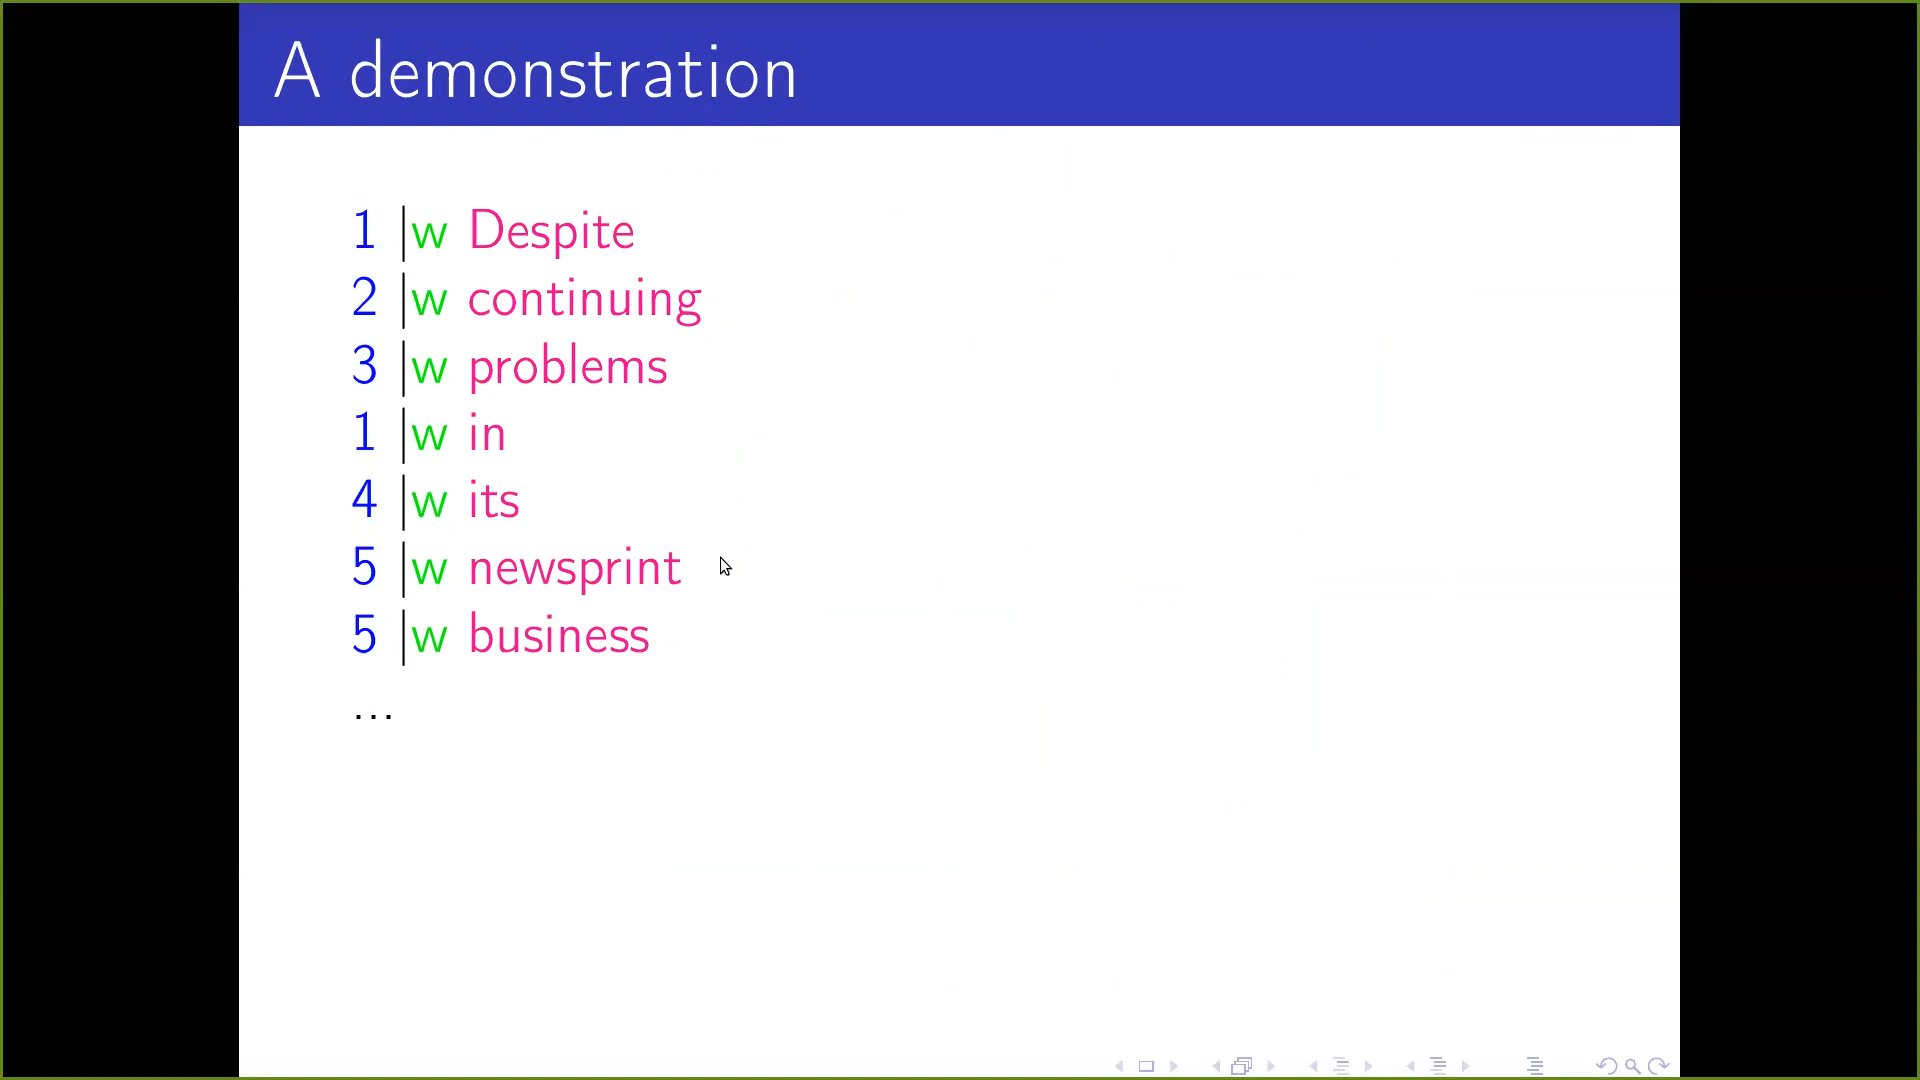 A demonstration
1 |w Despite
2 |w continuing
3 |w problems
1 |w in
4 |w its
5 |w newsprint
5 |w business
...